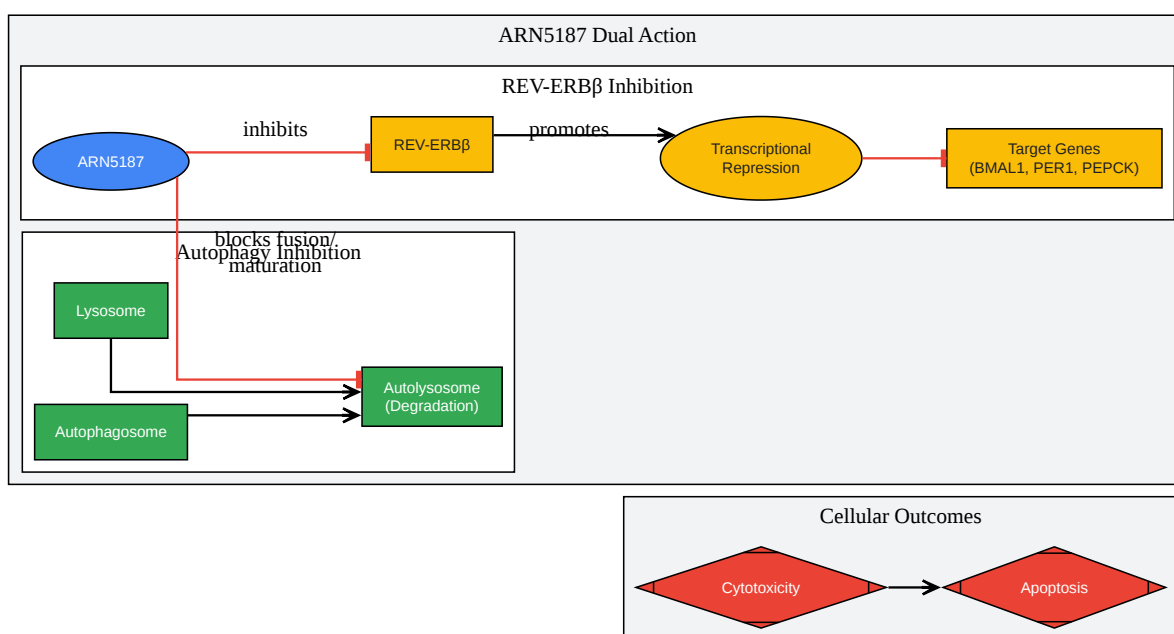 ARN5187 Dual Action
REV-ERBβ Inhibition
inhibits
promotes
ARN5187
REV-ERBβ
Transcriptional
Repression
Target Genes
(BMAL1, PER1, PEPCK)
blocks fusion/
maturation
Autophagy Inhibition
Lysosome
Autolysosome
(Degradation)
Autophagosome
Cellular Outcomes
Cytotoxicity
Apoptosis